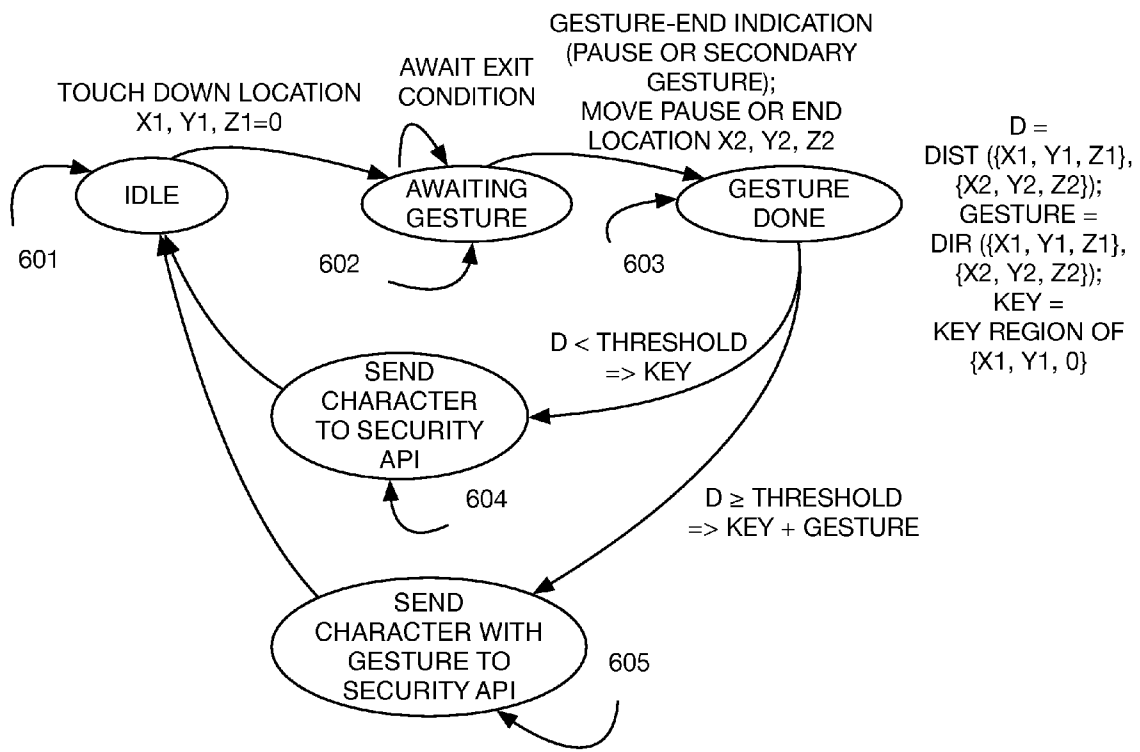 GESTURE-END INDICATION
(PAUSE OR SECONDARY
GESTURE);
MOVE PAUSE OR END
LOCATION X2, Y2, Z2
AWAIT EXIT
CONDITION
TOUCH DOWN LOCATION
X1, Y1, Z1=0
IDLE
AWAITING
GESTURE
GESTURE
DONE
D =
DIST ({X1, Y1, Z1},
{X2, Y2, Z2});
GESTURE =
DIR ({X1, Y1, Z1},
{X2, Y2, Z2});
KEY =
KEY REGION OF
{X1, Y1, 0}
601
602
603
D < THRESHOLD
=> KEY
SEND
CHARACTER
TO SECURITY
API
604
D ≥ THRESHOLD
=> KEY + GESTURE
SEND
CHARACTER WITH
GESTURE TO
SECURITY API
605